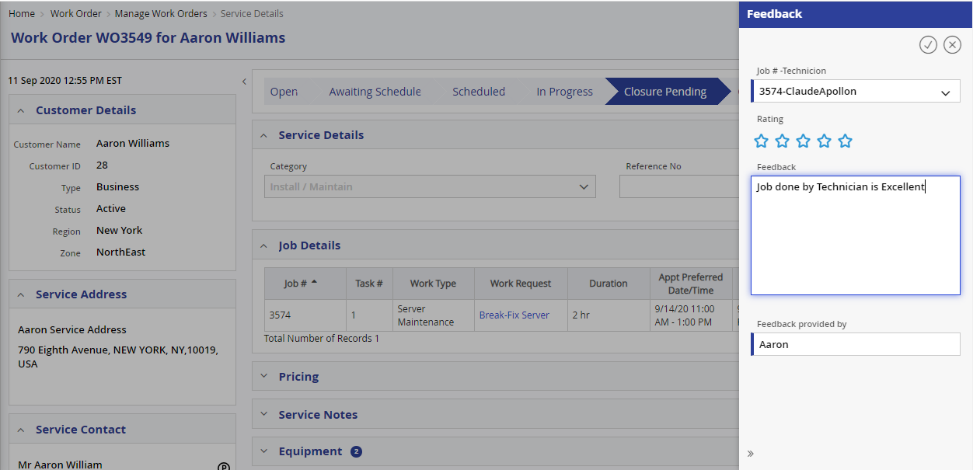 Home > Work Order > Manage Work Orders > Service Details
Work Order WO3549 for Aaron Williams
11 Sep 2020 12:55 PM EST
Customer Details
Customer Name Aaron Williams
Customer ID 28
Type Business
Status Active
Region New York
Zone NorthEast
Service Address
Aaron Service Address
790 Eighth Avenue, NEW YORK, NY,10019,
USA
Service Contact
Mr Aaron William
Open Awaiting Schedule Scheduled In Progress Closure Pending
Service Details
Category Reference No
Install / Maintain
Job Details
Job # Task # Work Type Work Request Duration Appt Preferred
Date/Time
3574 1 Server Break-Fix Server 2 hr 9/14/20 11:00
Maintenance AM - 1:00 PM
Total Number of Records 1
Pricing
Service Notes
Equipment 2
Feedback
Job # -Technician
3574-ClaudeApollon
Rating
Feedback
Job done by Technician is Excellent
Feedback provided by
Aaron
»